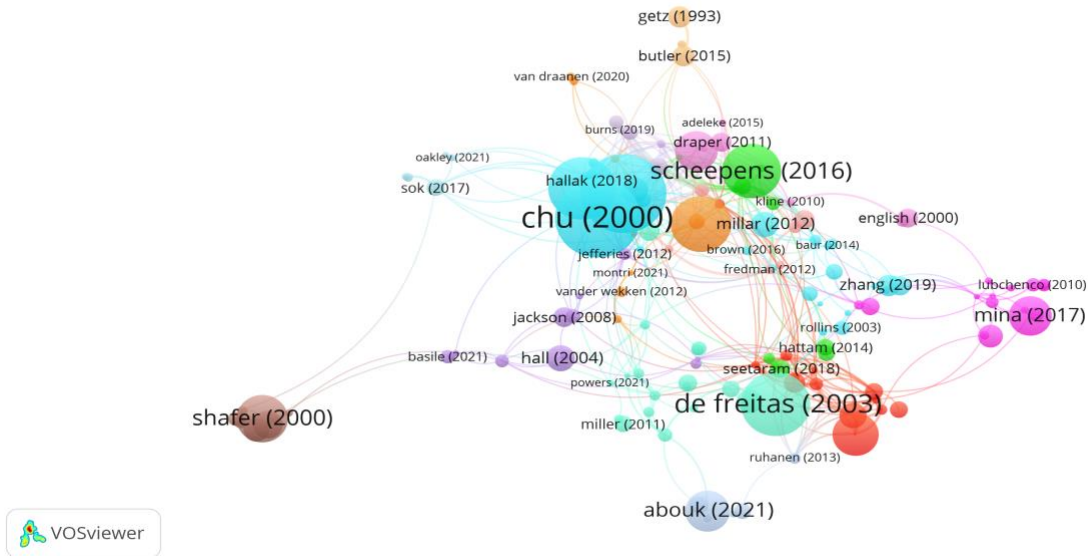 getz (1993)
butler (2015)
van draanen (2020)
adeleke (2015)
burns (2019)
draper (2011)
oakley (2021)
scheepens (2016)
hallak (2018)
sok (2017)
kline (2010)
chu (2000)
millar (2012)
english (2000)
baur (2014)
brown (2016)
jefferies (2012)
fredman (2012)
montri (2021)
zhang (2019)
lubchenco (2010)
vander wekken (2012)
mina (2017)
jackson (2008)
rollins (2003)
hattam (2014)
basile (2021)
hall (2004)
seetaram (2018)
powers (2021)
de freitas (2003)
shafer (2000)
miller (2011)
ruhanen (2013)
abouk (2021)
VOSviewer